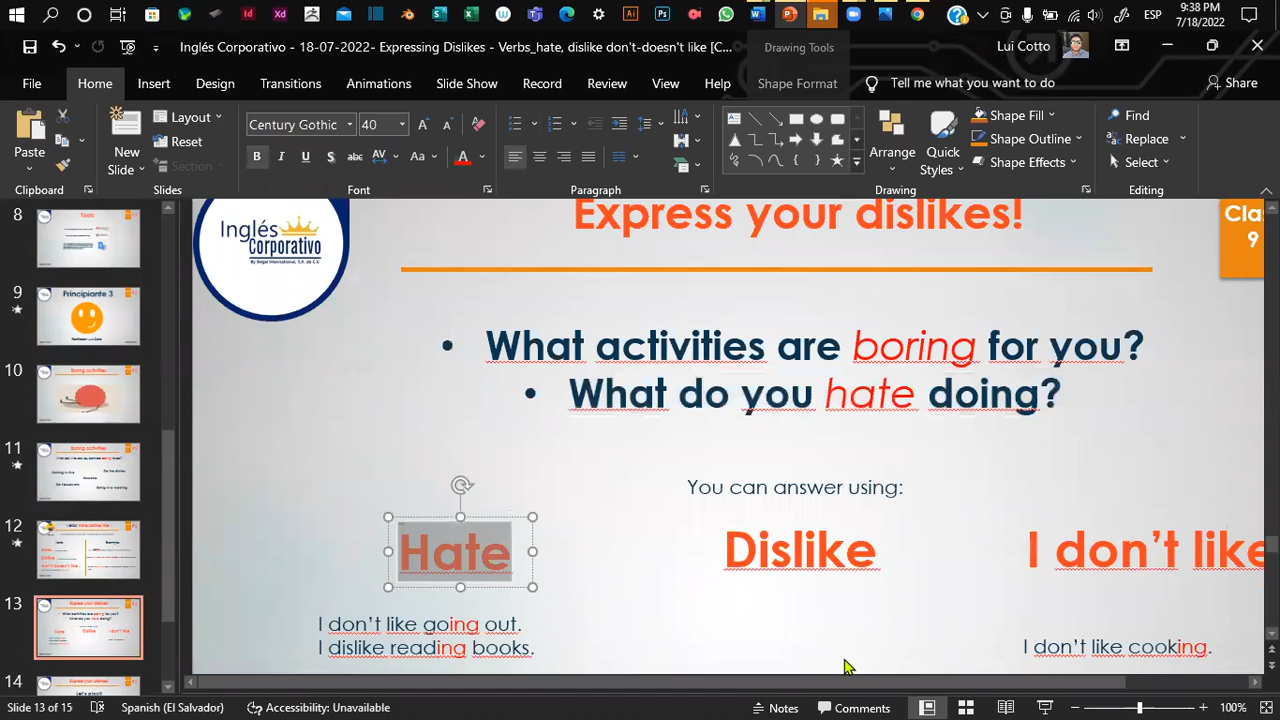 ESP
9:38 PM
7/18/2022
Inglés Corporativo - 18-07-2022- Expressing Dislikes - Verbs_hate, dislike don't-doesn't like [C...
Drawing Tools
Lui Cotto
File Home Insert Design Transitions Animations Slide Show Record Review View Help Shape Format Tell me what you want to do Share
Paste
Clipboard
New Slide
Layout
Reset
Section
Slides
Century Gothic 40
Font
Paragraph
Arrange
Quick Styles
Shape Fill
Shape Outline
Shape Effects
Drawing
Find
Replace
Select
Editing
8
9
Principiante 3
10
Boring activities
11
Boring activities
12
13
Express your dislikes!
14
Inglés
Corporativo
By Regal International, S.A. de C.V.
Express your dislikes!
Cla
9
• What activities are boring for you?
• What do you hate doing?
You can answer using:
Hate Dislike I don't like
I don't like going out.
I dislike reading books.
I don't like cooking.
Slide 13 of 15 Spanish (El Salvador) Accessibility: Unavailable Notes Comments 100%